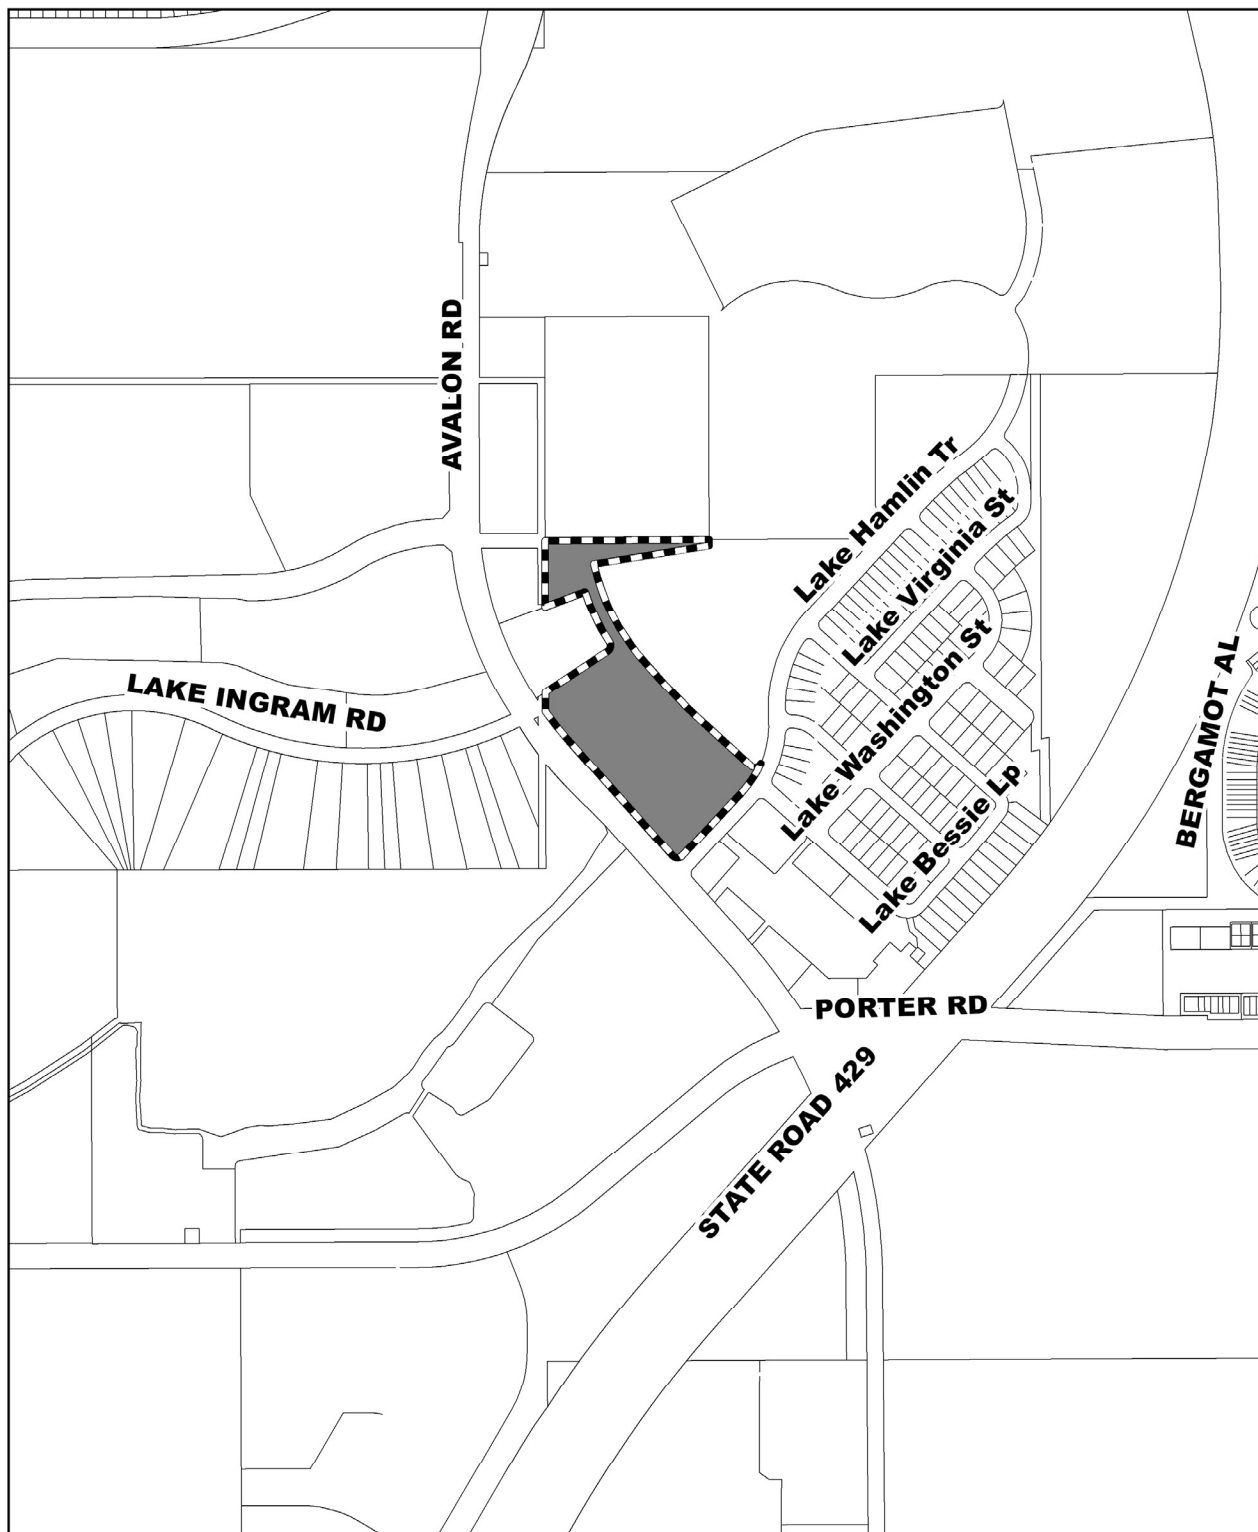 AVALON RD
Lake Hamlin Tr
Lake Virginia St
Lake Washington St
LAKE INGRAM RD
BERGAMOT AL
Lake Bessie Lp
PORTER RD
STATE ROAD 429